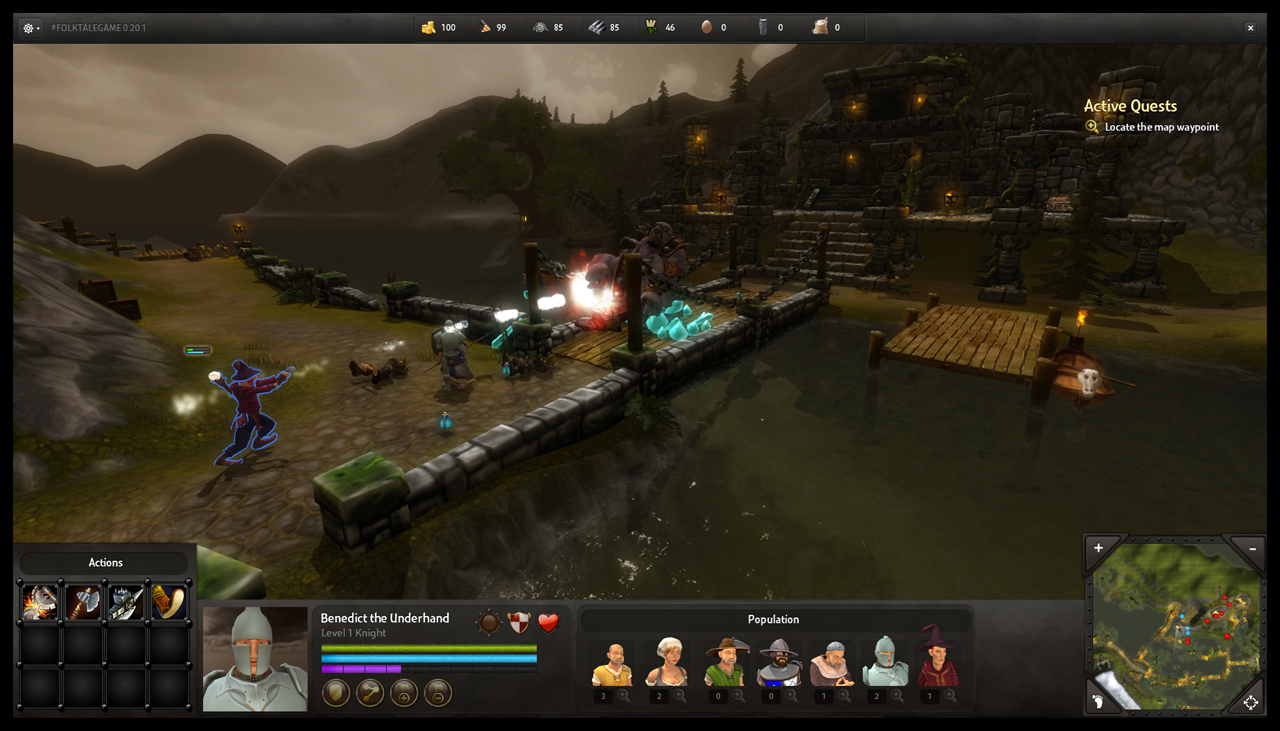 #FOLKTALEGAME 0.20.1
100 99 85 85 46 0 0 0
Active Quests
Locate the map waypoint
Actions
Benedict the Underhand
Level 1 Knight
Population
3 2 0 0 1 2 1